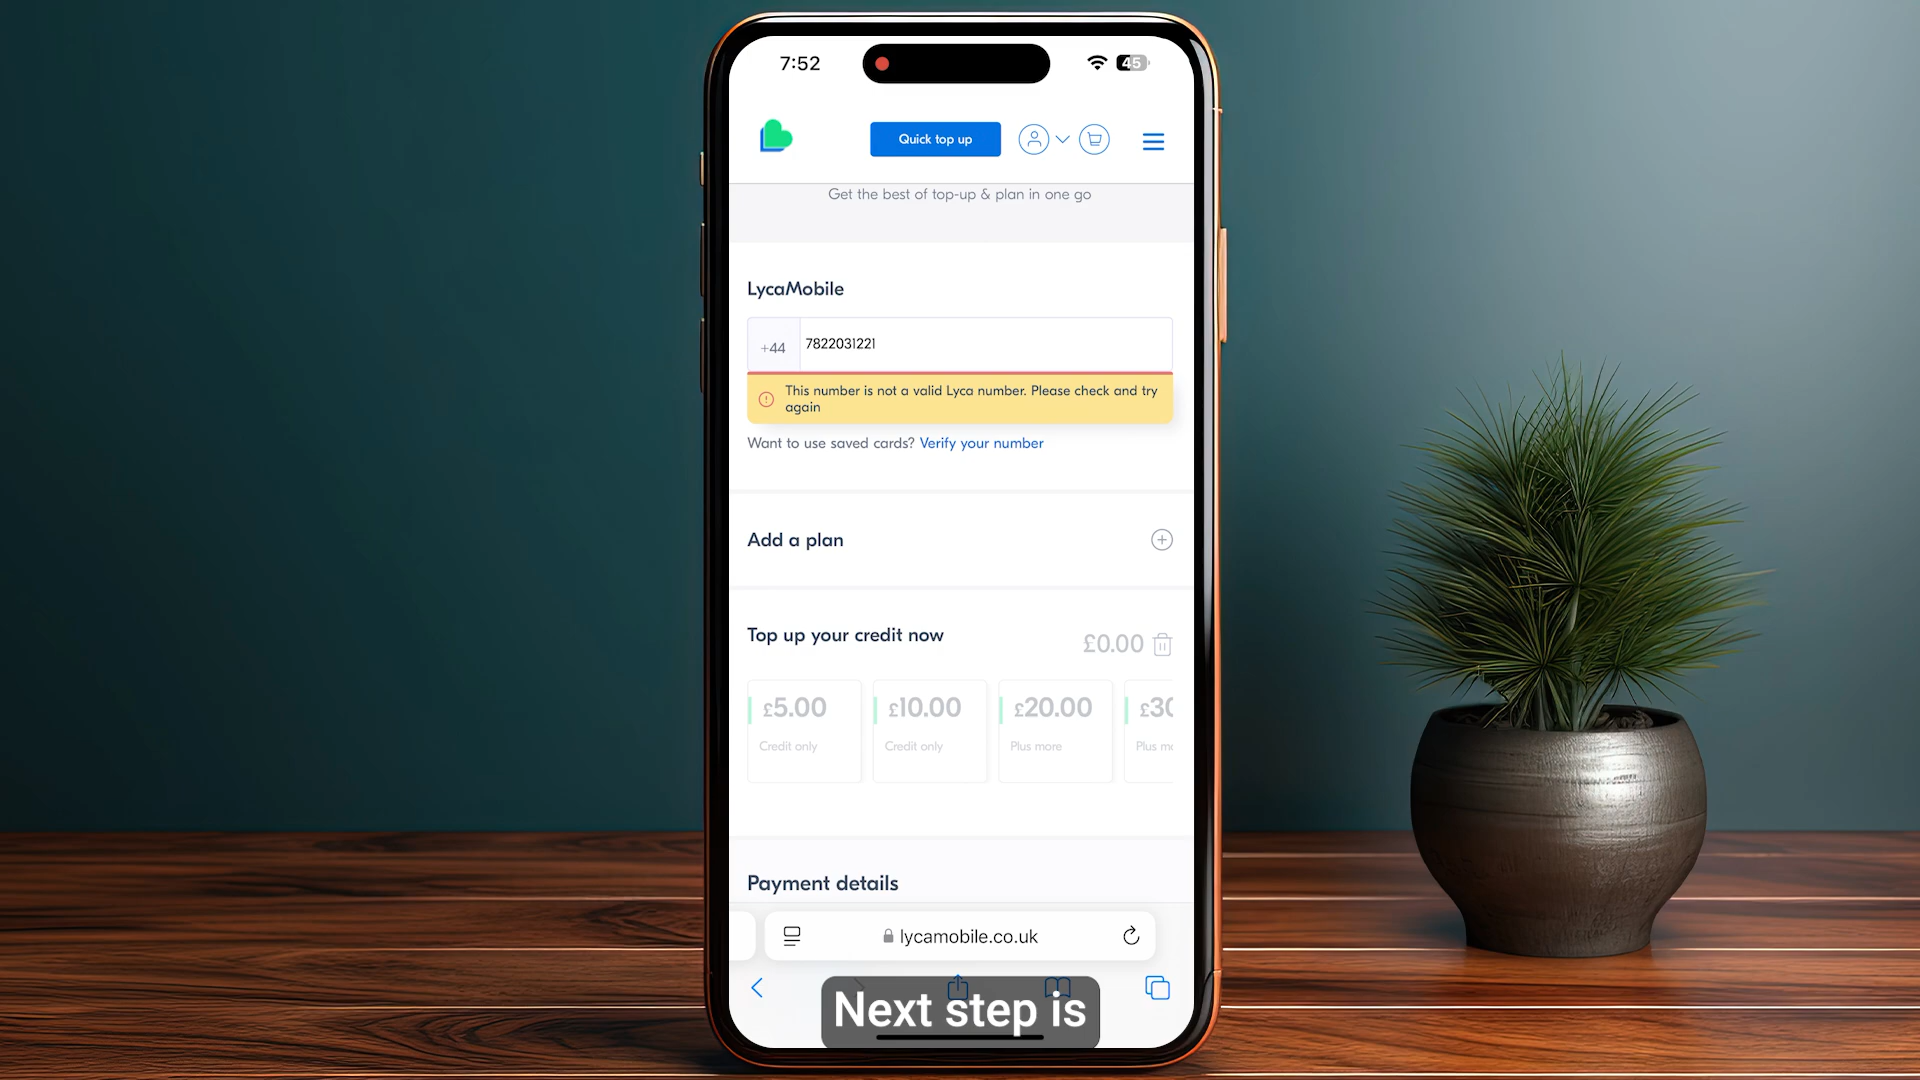 7:52
45
Quick top up
Get the best of top-up & plan in one go
LycaMobile
+44
7822031221
This number is not a valid Lyca number. Please check and try
again
Want to use saved cards? Verify your number
Add a plan
Top up your credit now
£0.00
£5.00
£10.00
£20.00
£30
Credit only
Credit only
Plus more
Plus mo
Payment details
lycamobile.co.uk
Next step is